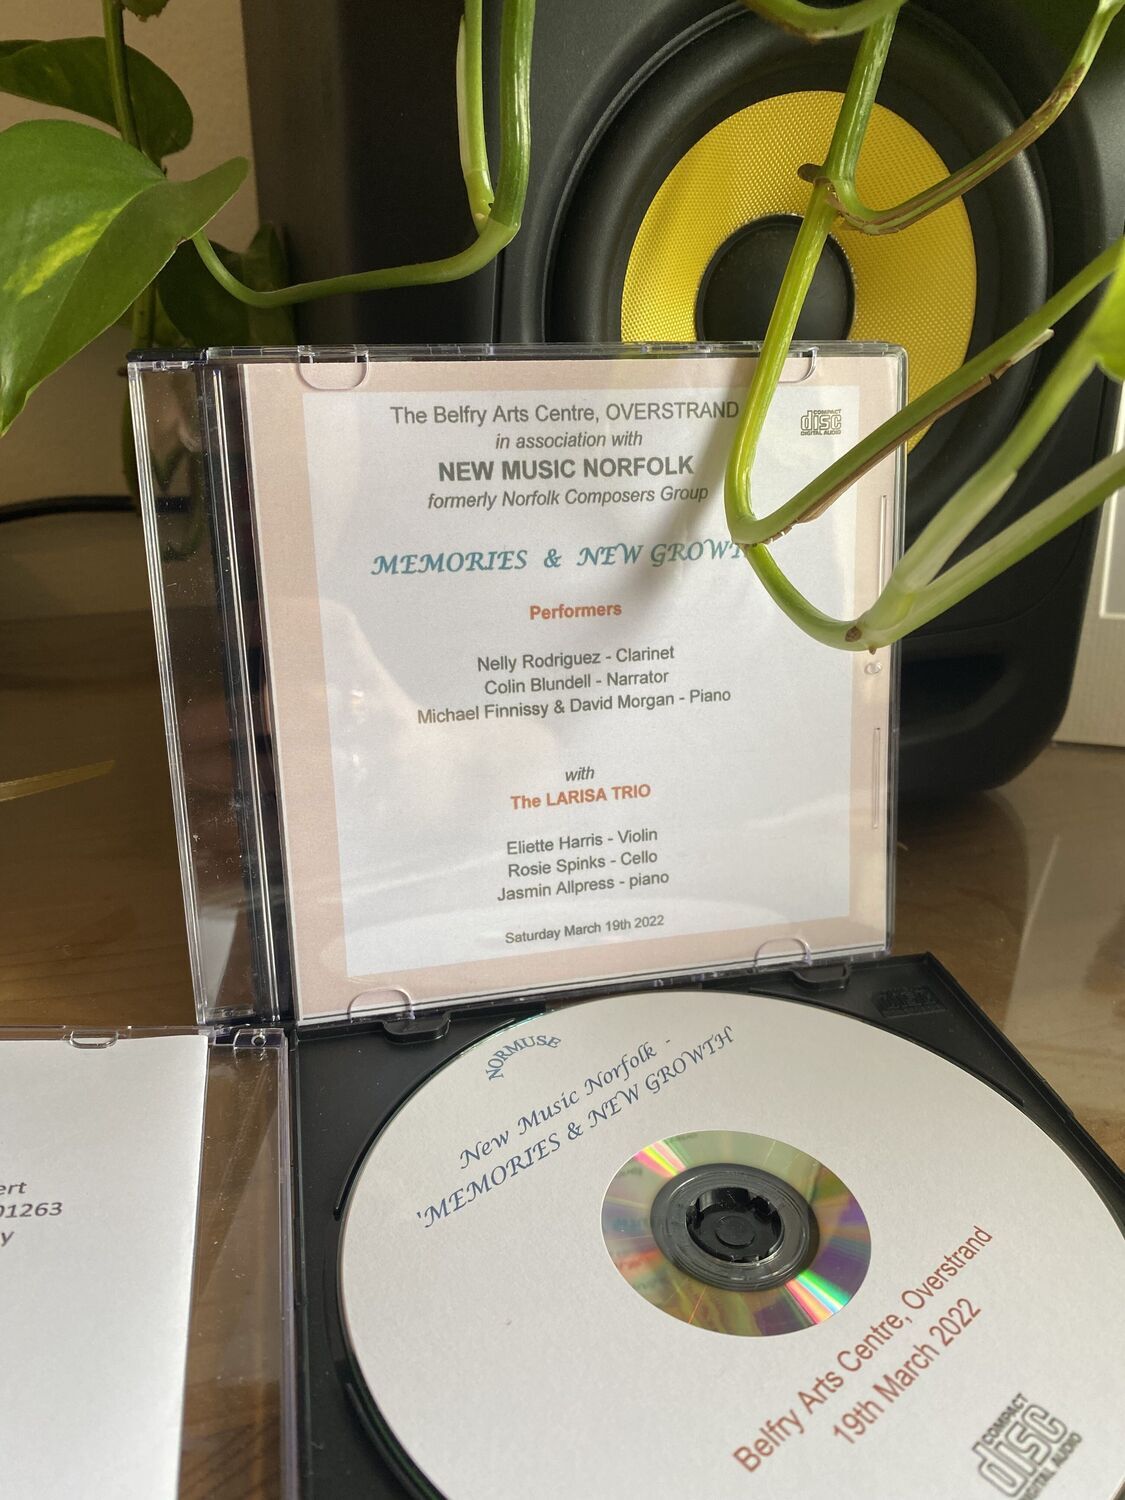 The Belfry Arts Centre, OVERSTRAND
in association with
NEW MUSIC NORFOLK
formerly Norfolk Composers Group
COMPACT
disc
DIGITAL AUDIO
MEMORIES & NEW GROWT
Performers
Nelly Rodriguez - Clarinet
Colin Blundell - Narrator
Michael Finnissy & David Morgan - Piano
with
The LARISA TRIO
Eliette Harris - Violin
Rosie Spinks - Cello
Jasmin Allpress - piano
Saturday March 19th 2022
ert
01263
y
NORMUSE
New Music Norfolk -
'MEMORIES & NEW GROWTH
Belfry Arts Centre, Overstrand
19th March 2022
COMPACT
disc
DIGITAL AUDIO